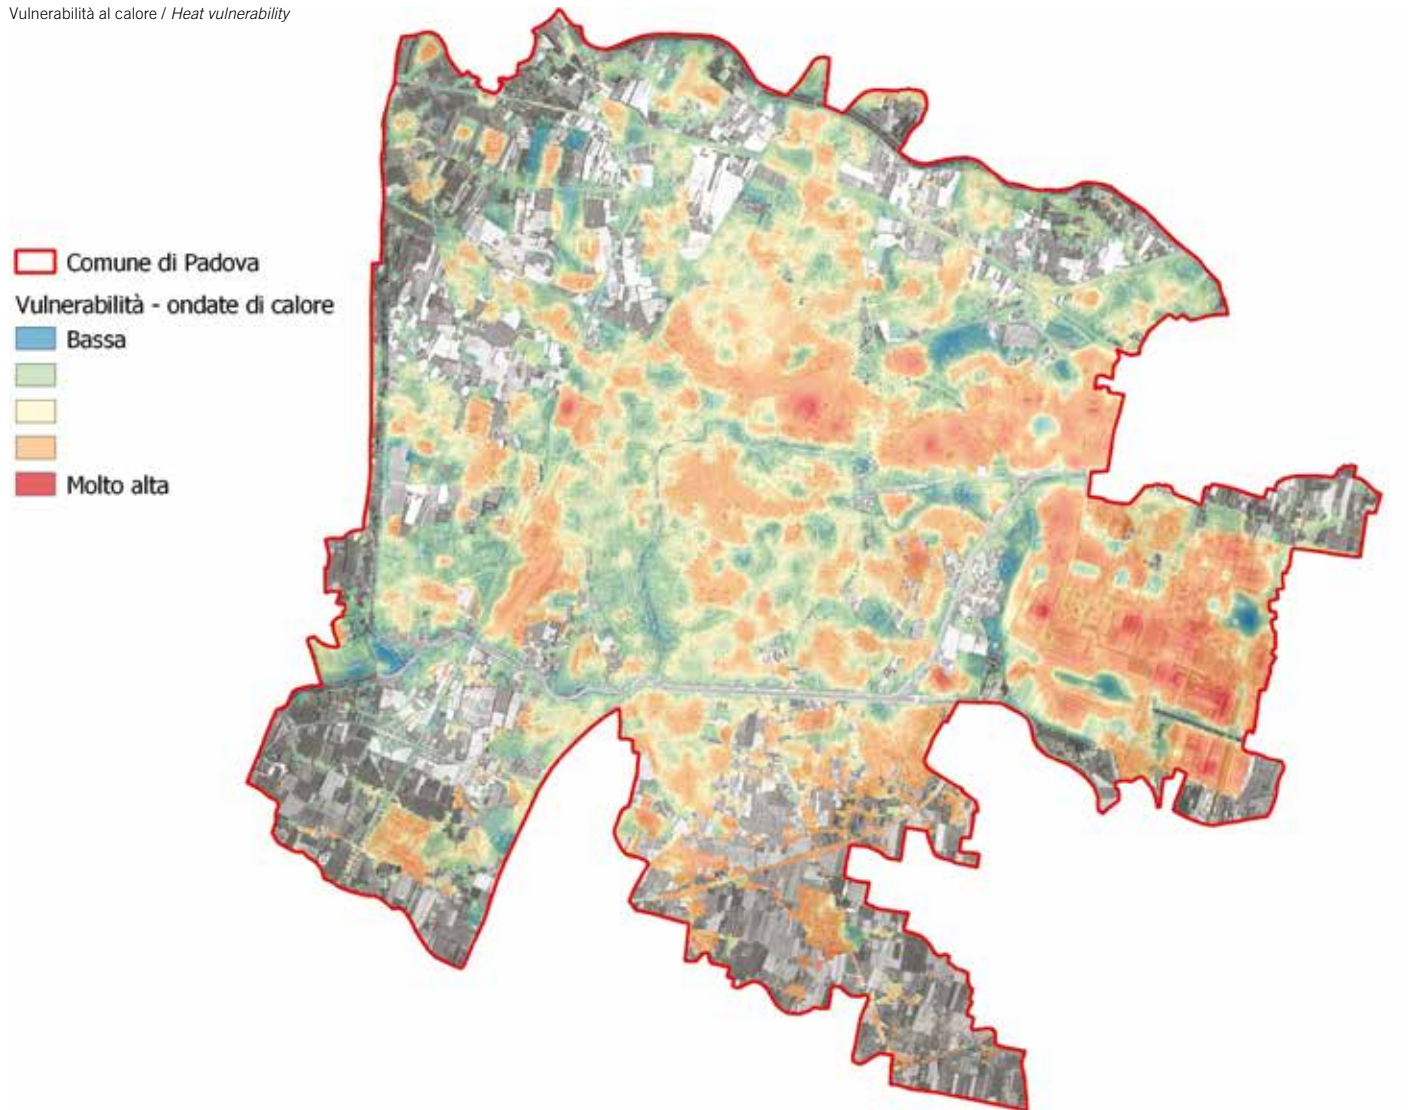 Vulnerabilità al calore / Heat vulnerability
Comune di Padova
Vulnerabilità - ondate di calore
Bassa
Molto alta